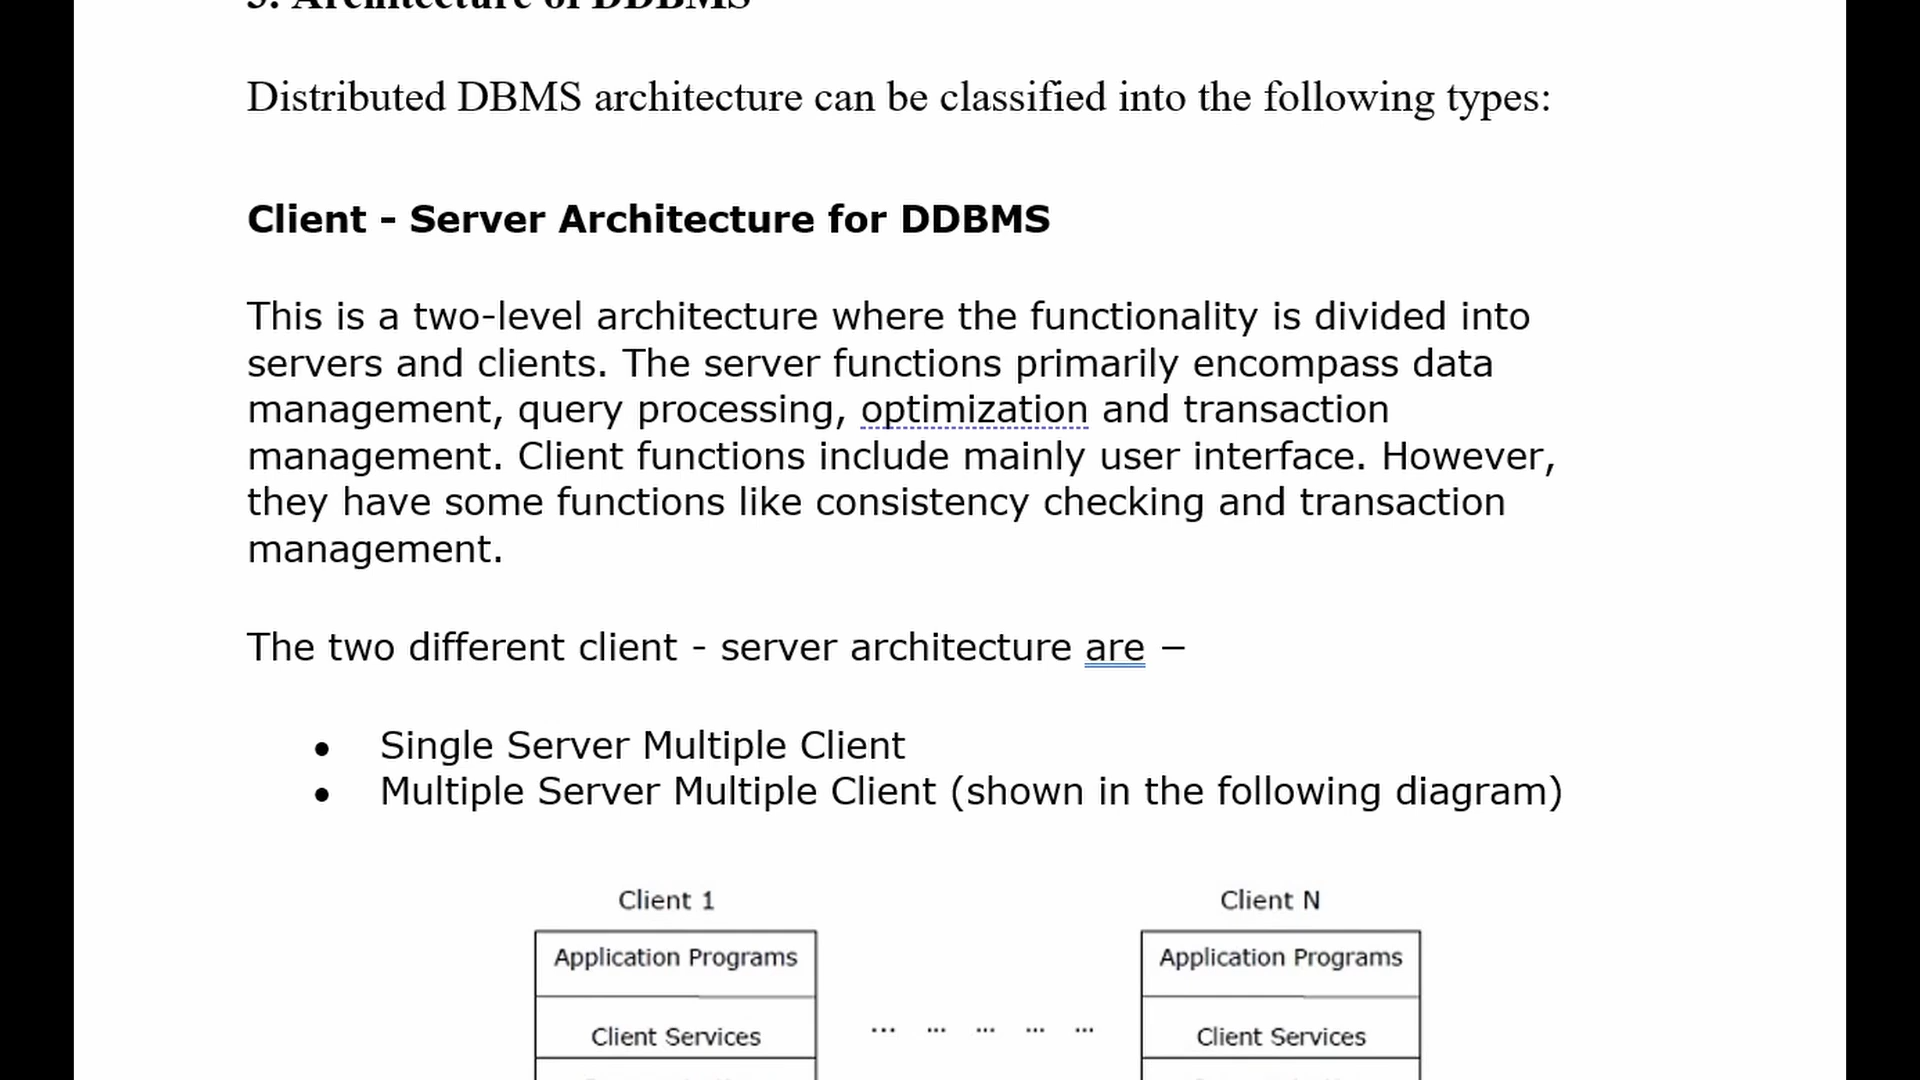 3. Architecture of DDBMS
Distributed DBMS architecture can be classified into the following types:
Client - Server Architecture for DDBMS
This is a two-level architecture where the functionality is divided into
servers and clients. The server functions primarily encompass data
management, query processing, optimization and transaction
management. Client functions include mainly user interface. However,
they have some functions like consistency checking and transaction
management.
The two different client - server architecture are −
• Single Server Multiple Client
• Multiple Server Multiple Client (shown in the following diagram)
Client 1 Client N
Application Programs Application Programs
Client Services ... ... ... ... ... Client Services